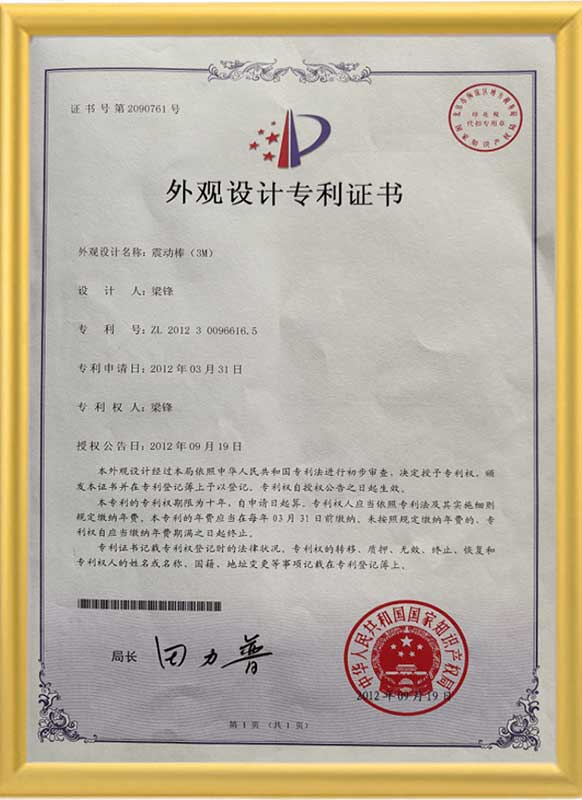 证书号第2090761号
印花税
代扣专用章
外观设计专利证书
外观设计名称：震动棒（3M）
设 计 人：梁锋
专 利 号：ZL 2012 3 0096616.5
专利申请日：2012年03月31日
专利权人：梁锋
授权公告日：2012年09月19日
本外观设计经过本局依照中华人民共和国专利法进行初步审查，决定授予专利权，颁
发本证书并在专利登记簿上予以登记。专利权自授权公告之日起生效。
本专利的专利权期限为十年，自申请日起算。专利权人应当依照专利法及其实施细则
规定缴纳年费。本专利的年费应当在每年03月31日前缴纳。未按照规定缴纳年费的，专利
权自应当缴纳年费期满之日起终止。
专利证书记载专利权登记时的法律状况。专利权的转移、质押、无效、终止、恢复和
专利权人的姓名或名称、国籍、地址变更等事项记载在专利登记簿上。
局长
田力普
中华人民共和国国家知识产权局
2012年09月19日
第1页（共1页）